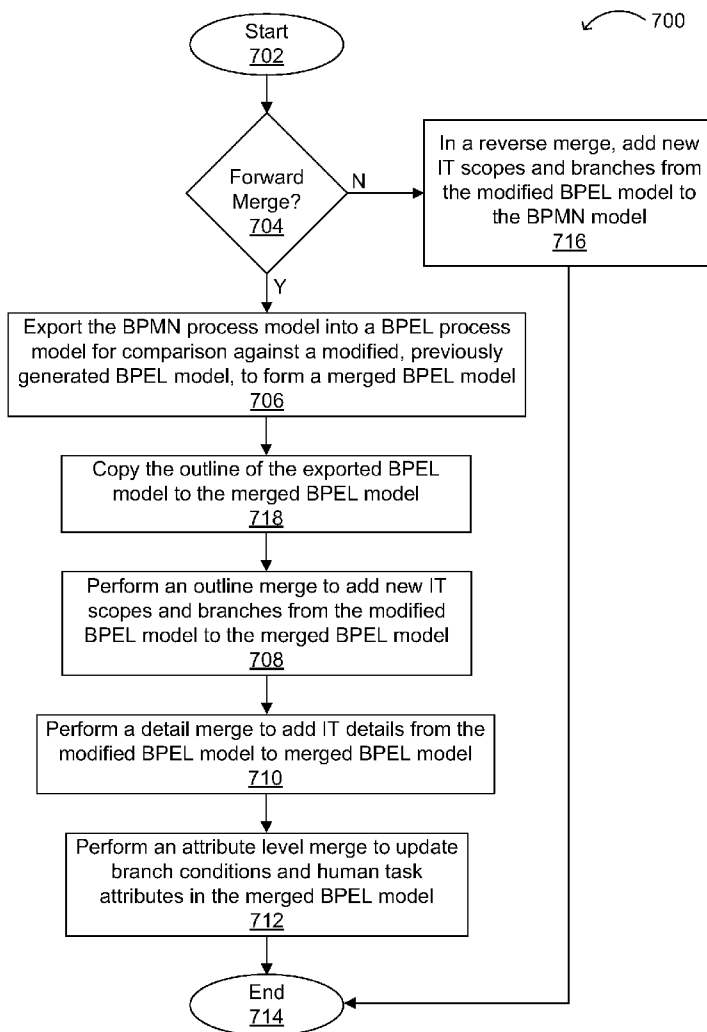 700
Start
702
Forward
Merge?
704
N
Y
In a reverse merge, add new
IT scopes and branches from
the modified BPEL model to
the BPMN model
716
Export the BPMN process model into a BPEL process
model for comparison against a modified, previously
generated BPEL model, to form a merged BPEL model
706
Copy the outline of the exported BPEL
model to the merged BPEL model
718
Perform an outline merge to add new IT
scopes and branches from the modified
BPEL model to the merged BPEL model
708
Perform a detail merge to add IT details from the
modified BPEL model to merged BPEL model
710
Perform an attribute level merge to update
branch conditions and human task
attributes in the merged BPEL model
712
End
714